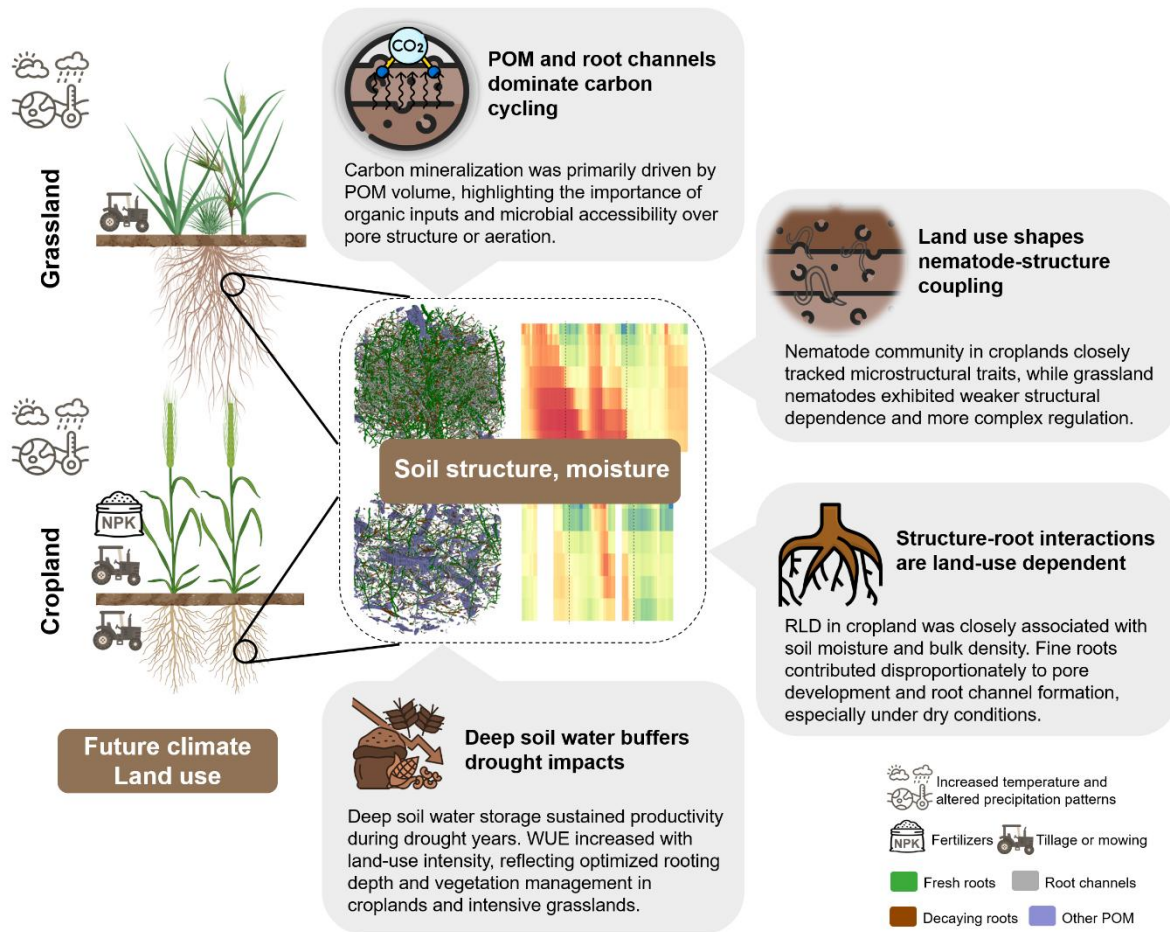 Grassland
CO₂
POM and root channels
dominate carbon
cycling
Carbon mineralization was primarily driven by
POM volume, highlighting the importance of
organic inputs and microbial accessibility over
pore structure or aeration.
Land use shapes
nematode-structure
coupling
Nematode community in croplands closely
tracked microstructural traits, while grassland
nematodes exhibited weaker structural
dependence and more complex regulation.
Soil structure, moisture
Cropland
NPK
Structure-root interactions
are land-use dependent
RLD in cropland was closely associated with
soil moisture and bulk density. Fine roots
contributed disproportionately to pore
development and root channel formation,
especially under dry conditions.
Future climate
Land use
Deep soil water buffers
drought impacts
Deep soil water storage sustained productivity
during drought years. WUE increased with
land-use intensity, reflecting optimized rooting
depth and vegetation management in
croplands and intensive grasslands.
Increased temperature and
altered precipitation patterns
NPK Fertilizers Tillage or mowing
Fresh roots Root channels
Decaying roots Other POM